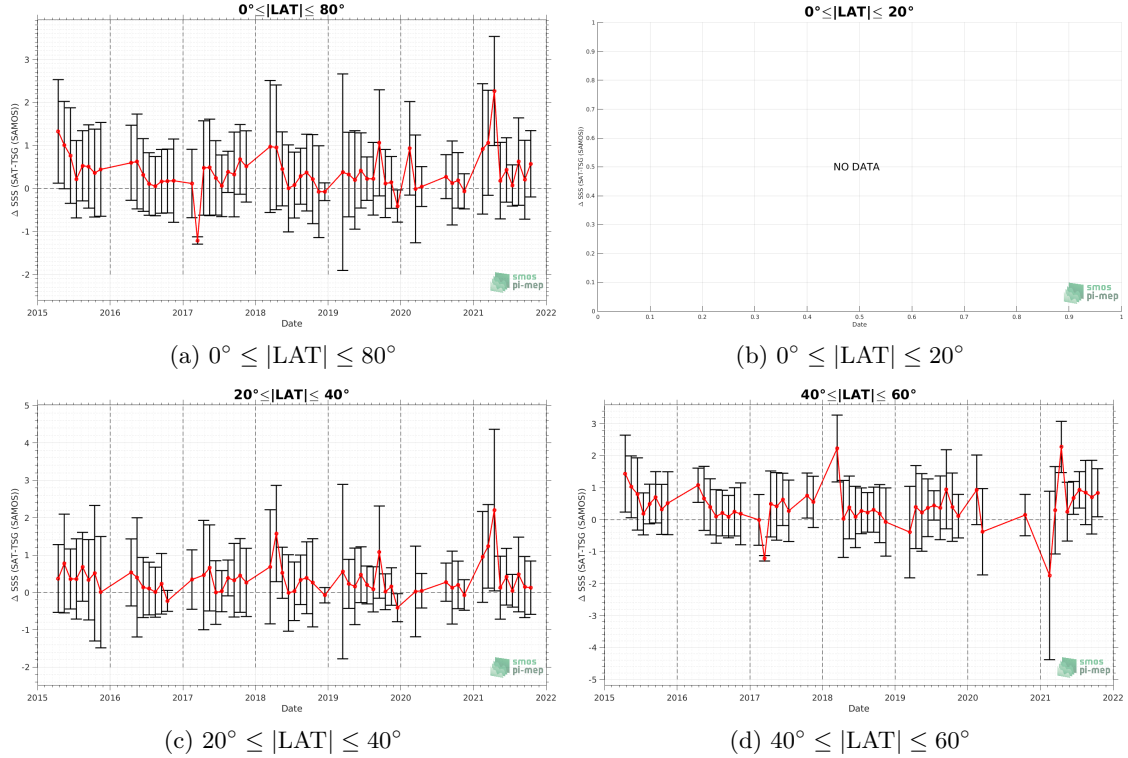 0°≤|LAT|≤ 80°
Δ SSS (SAT-TSG (SAMOS))
3
2
1
0
-1
-2
2015 2016 2017 2018 2019 2020 2021 2022
Date
smos
pi-mep
(a) 0° ≤ |LAT| ≤ 80°
0°≤|LAT|≤ 20°
Δ SSS (SAT-TSG (SAMOS))
1
0.9
0.8
0.7
0.6
0.5
0.4
0.3
0.2
0.1
0
NO DATA
0 0.1 0.2 0.3 0.4 0.5 0.6 0.7 0.8 0.9 1
Date
smos
pi-mep
(b) 0° ≤ |LAT| ≤ 20°
20°≤|LAT|≤ 40°
Δ SSS (SAT-TSG (SAMOS))
5
4
3
2
1
0
-1
-2
2015 2016 2017 2018 2019 2020 2021 2022
Date
smos
pi-mep
(c) 20° ≤ |LAT| ≤ 40°
40°≤|LAT|≤ 60°
Δ SSS (SAT-TSG (SAMOS))
3
2
1
0
-1
-2
-3
-4
-5
2015 2016 2017 2018 2019 2020 2021 2022
Date
smos
pi-mep
(d) 40° ≤ |LAT| ≤ 60°